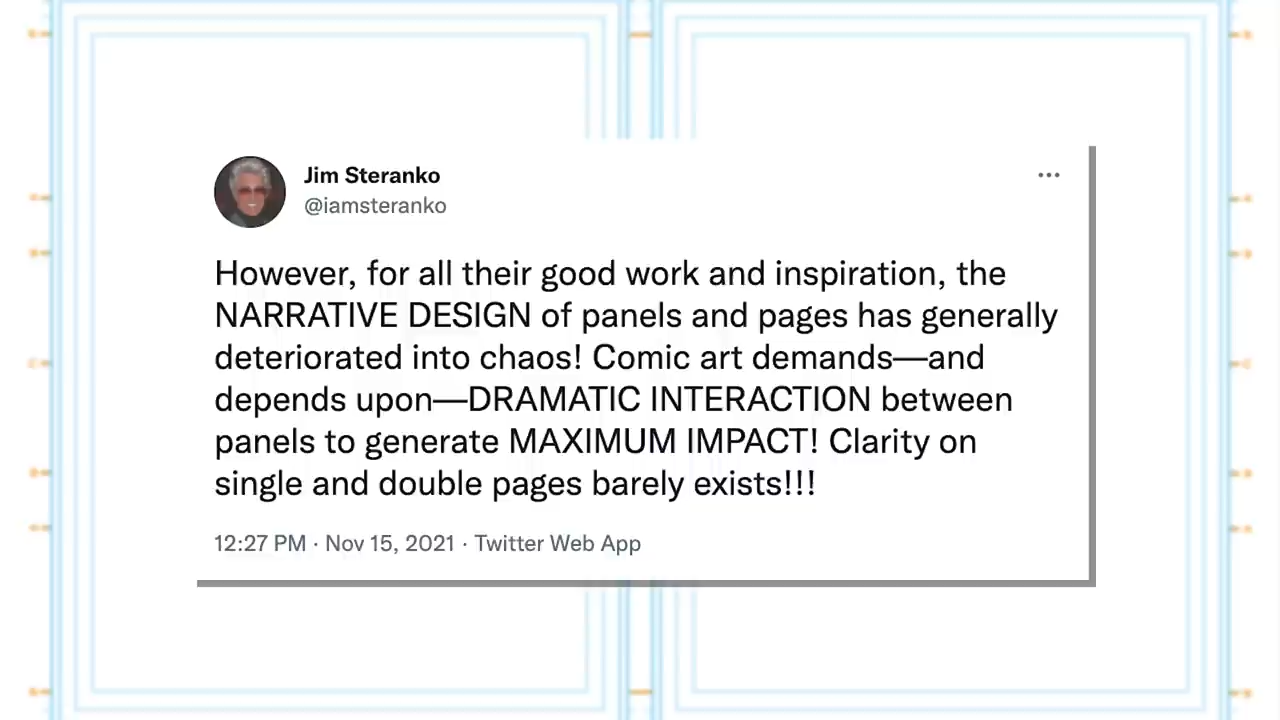 Jim Steranko
@iamsteranko
However, for all their good work and inspiration, the
NARRATIVE DESIGN of panels and pages has generally
deteriorated into chaos! Comic art demands—and
depends upon—DRAMATIC INTERACTION between
panels to generate MAXIMUM IMPACT! Clarity on
single and double pages barely exists!!!
12:27 PM · Nov 15, 2021 · Twitter Web App